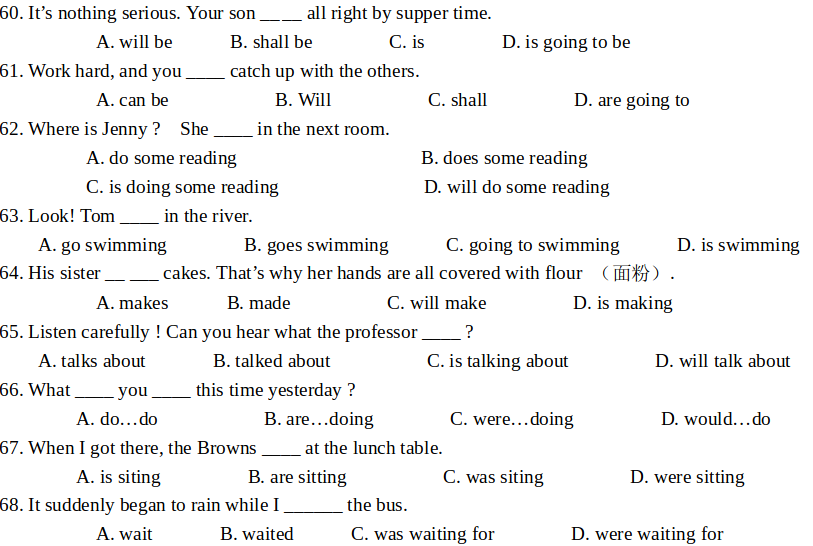 60. It’s nothing serious. Your son ____ all right by supper time.
A. will be B. shall be C. is D. is going to be
61. Work hard, and you ____ catch up with the others.
A. can be B. Will C. shall D. are going to
62. Where is Jenny ? She ____ in the next room.
A. do some reading B. does some reading
C. is doing some reading D. will do some reading
63. Look! Tom ____ in the river.
A. go swimming B. goes swimming C. going to swimming D. is swimming
64. His sister __ ___ cakes. That’s why her hands are all covered with flour （面粉）.
A. makes B. made C. will make D. is making
65. Listen carefully ! Can you hear what the professor ____ ?
A. talks about B. talked about C. is talking about D. will talk about
66. What ____ you ____ this time yesterday ?
A. do…do B. are…doing C. were…doing D. would…do
67. When I got there, the Browns ____ at the lunch table.
A. is siting B. are sitting C. was siting D. were sitting
68. It suddenly began to rain while I ______ the bus.
A. wait B. waited C. was waiting for D. were waiting for